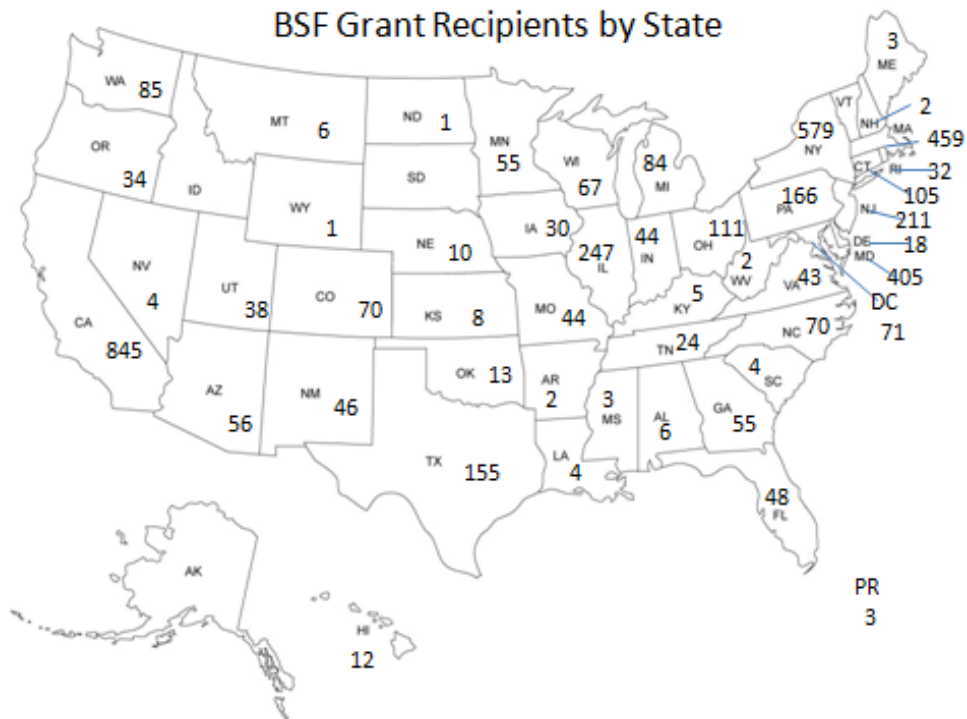 BSF Grant Recipients by State
3
ME
WA
85
MT
6
ND
1
VT
NH
2
MA
459
OR
34
ID
MN
55
WI
67
84
MI
579
NY
CT
RI
32
105
SD
WY
1
IA
30
166
PA
NJ
211
NE
10
247
IL
44
IN
111
OH
DE
18
MD
405
NV
4
UT
38
CO
70
KS
8
MO
44
2
WV
5
KY
43
VA
DC
71
CA
845
24
TN
70
NC
AZ
56
NM
46
OK
13
AR
2
3
MS
AL
6
GA
55
4
SC
TX
155
LA
4
48
FL
AK
HI
12
PR
3